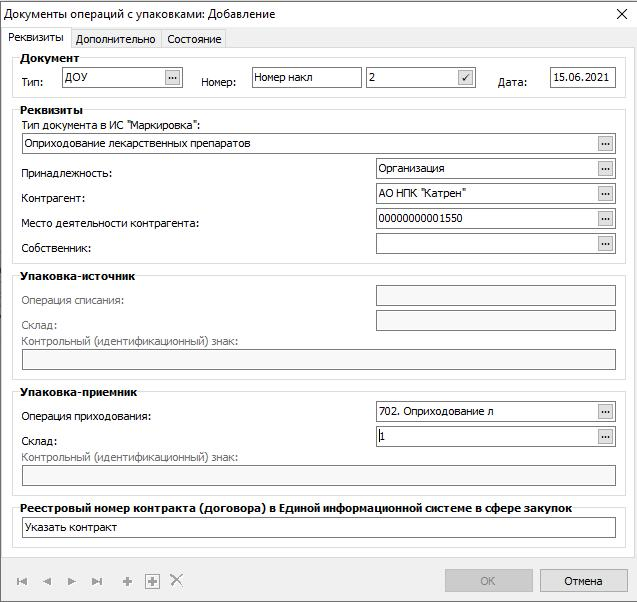 Документы операций с упаковками: Добавление
Реквизиты Дополнительно Состояние
Документ
Тип: ДОУ ... Номер: Номер накл 2 Дата: 15.06.2021
Реквизиты
Тип документа в ИС "Маркировка":
Оприходование лекарственных препаратов ...
Принадлежность: Организация ...
Контрагент: АО НПК "Катрен" ...
Место деятельности контрагента: 00000000001550 ...
Собственник: ...
Упаковка-источник
Операция списания:
Склад:
Контрольный (идентификационный) знак:
Упаковка-приемник
Операция приходования: 702. Оприходование л ...
Склад: 1 ...
Контрольный (идентификационный) знак:
Реестровый номер контракта (договора) в Единой информационной системе в сфере закупок
Указать контракт
ОК Отмена